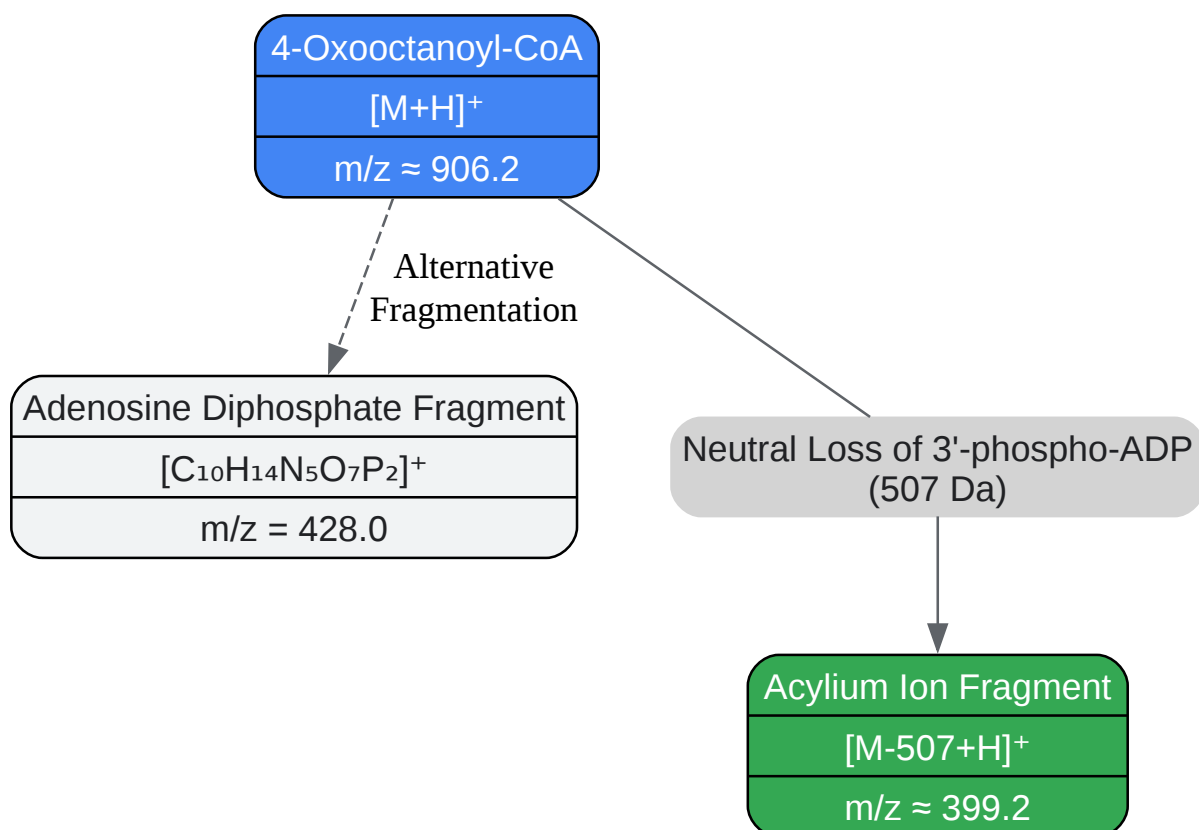 4-Oxooctanoyl-CoA
[M+H]⁺
m/z ≈ 906.2
Alternative
Fragmentation
Adenosine Diphosphate Fragment
[C₁₀H₁₄N₅O₇P₂]⁺
m/z = 428.0
Neutral Loss of 3'-phospho-ADP
(507 Da)
Acylium Ion Fragment
[M-507+H]⁺
m/z ≈ 399.2